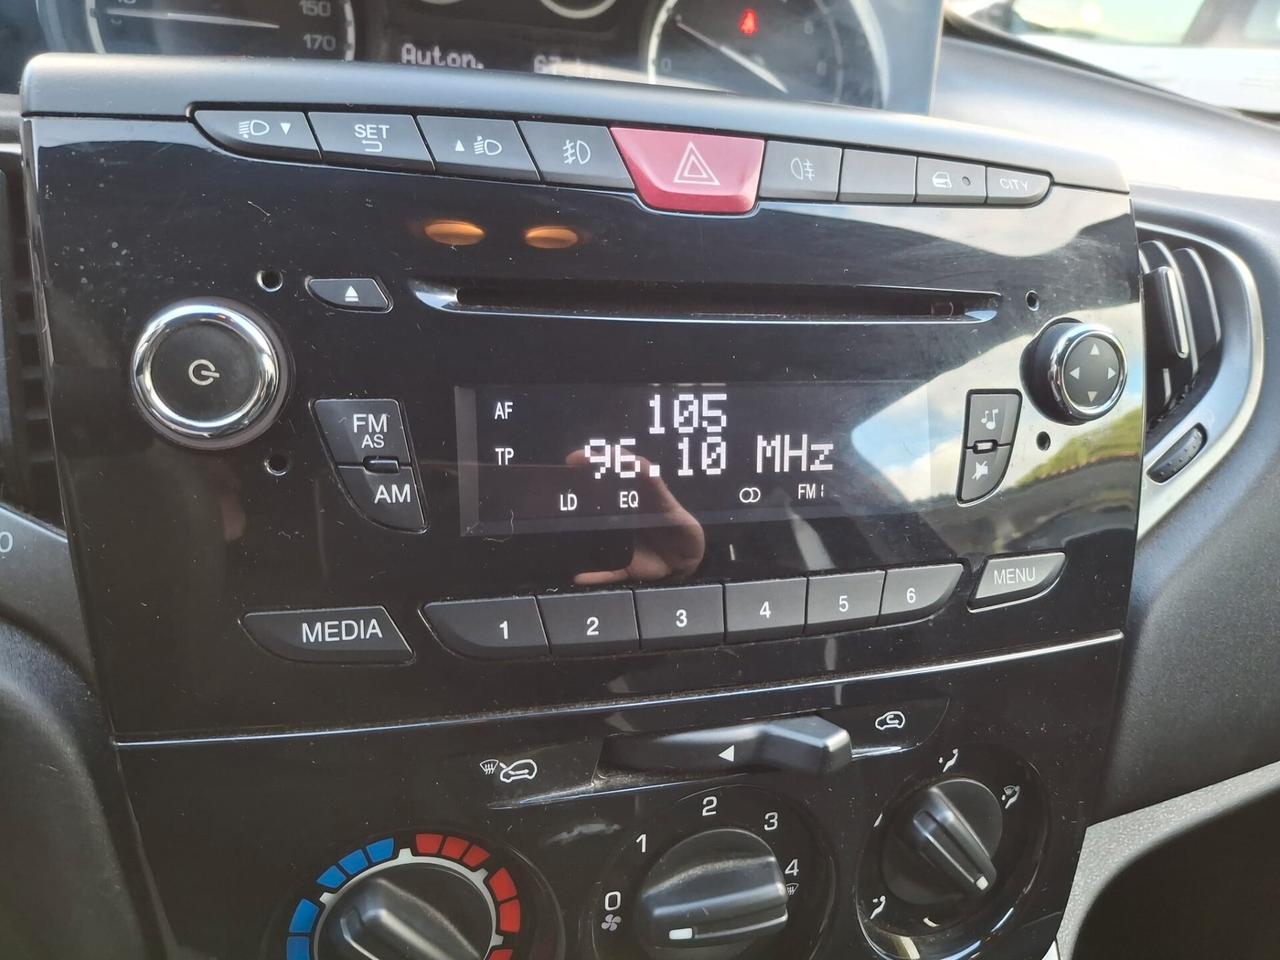 150
170
Auton.
SET
CITY
FM
AS
AM
AF
105
TP
96.10 MHz
LD EQ FM1
MENU
MEDIA
1 2 3 4 5 6
0 1 2 3 4